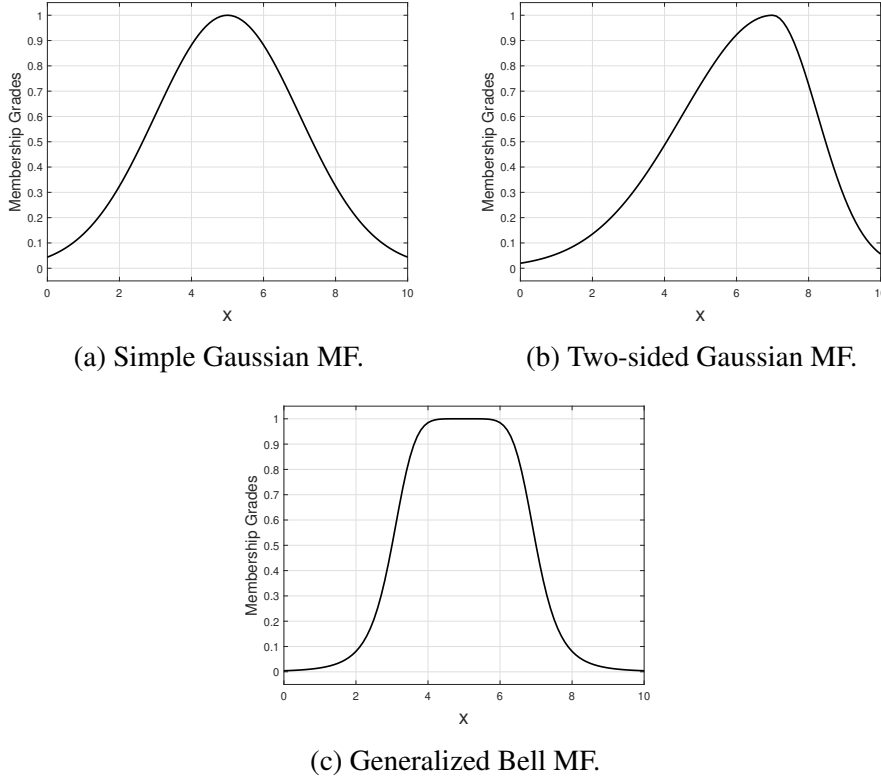 1
0.9
0.8
0.7
0.6
0.5
0.4
0.3
0.2
0.1
0
Membership Grades
0 2 4 6 8 10
X
(a) Simple Gaussian MF.
1
0.9
0.8
0.7
0.6
0.5
0.4
0.3
0.2
0.1
0
Membership Grades
0 2 4 6 8 10
X
(b) Two-sided Gaussian MF.
1
0.9
0.8
0.7
0.6
0.5
0.4
0.3
0.2
0.1
0
Membership Grades
0 2 4 6 8 10
X
(c) Generalized Bell MF.